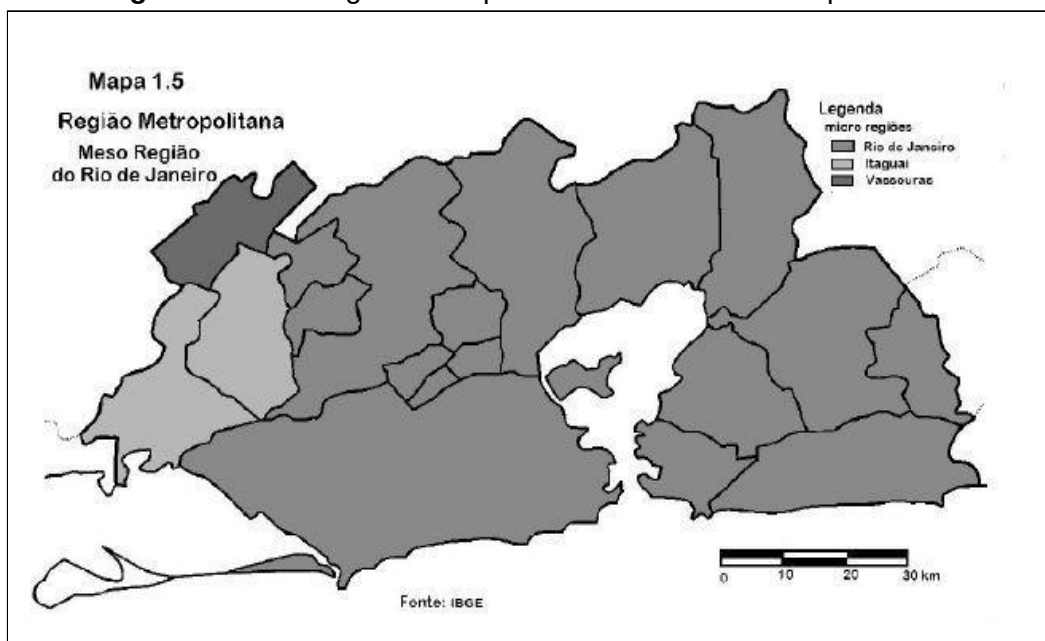 Mapa 1.5
Região Metropolitana
Meso Região
do Rio de Janeiro
Legenda
micro regiões
Rio de Janeiro
Itaguai
Vassouras
0 10 20 30 km
Fonte: IBGE